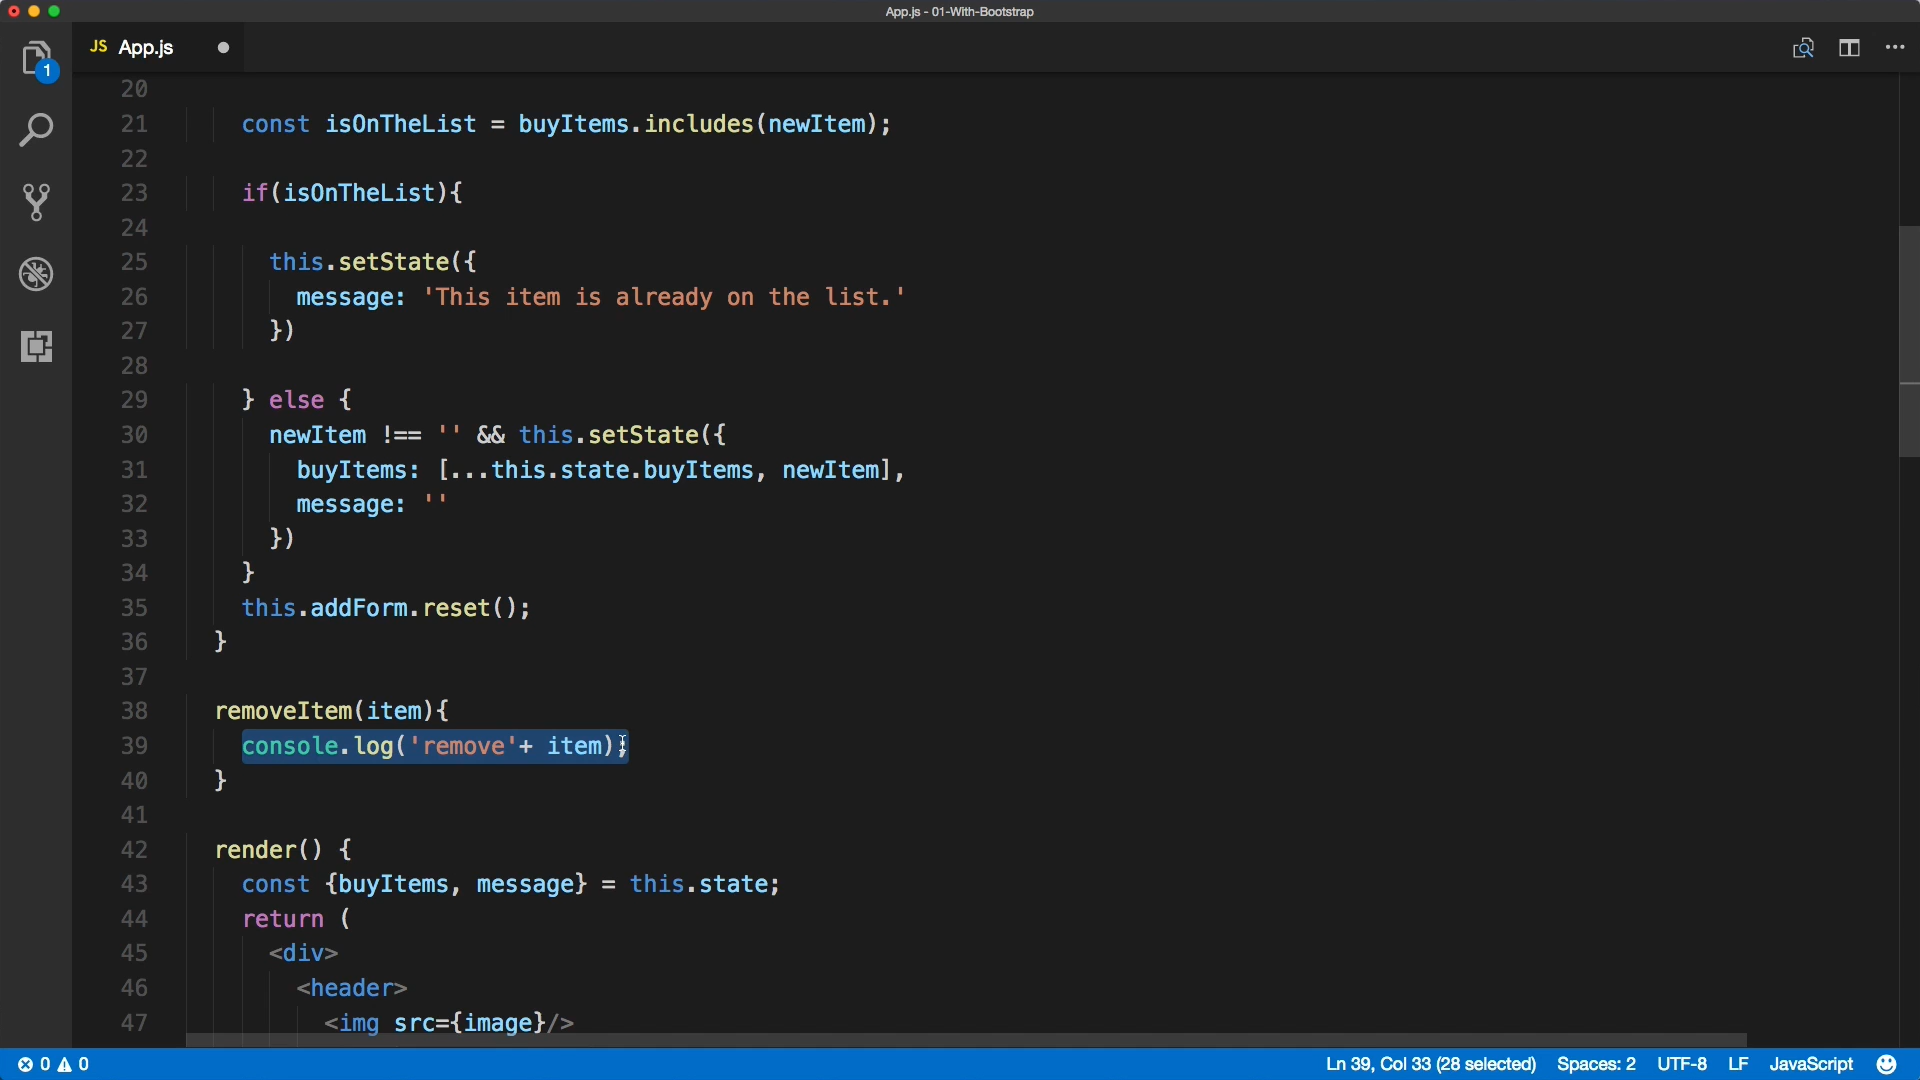 App.js - 01-With-Bootstrap
JS App.js
1
20
21 const isOnTheList = buyItems.includes(newItem);
22
23 if(isOnTheList){
24
25 this.setState({
26 message: 'This item is already on the list.'
27 })
28
29 } else {
30 newItem !== '' && this.setState({
31 buyItems: [...this.state.buyItems, newItem],
32 message: ''
33 })
34 }
35 this.addForm.reset();
36 }
37
38 removeItem(item){
39 console.log('remove'+ item);
40 }
41
42 render() {
43 const {buyItems, message} = this.state;
44 return (
45 <div>
46 <header>
47 <img src={image}/>
0 0 Ln 39, Col 33 (28 selected) Spaces: 2 UTF-8 LF JavaScript